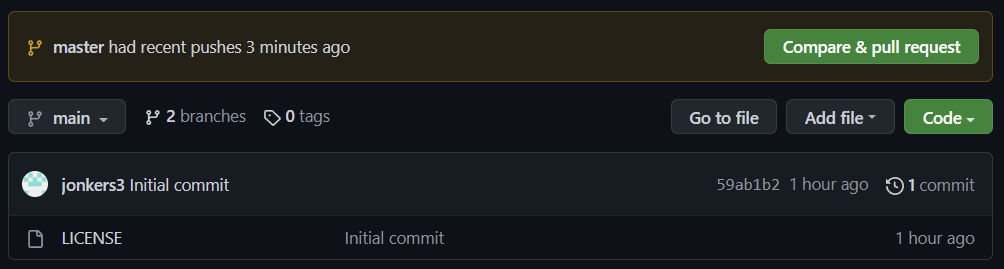 master had recent pushes 3 minutes ago
Compare & pull request
main
2 branches
0 tags
Go to file
Add file
Code
jonkers3 Initial commit
59ab1b2 1 hour ago
1 commit
LICENSE
Initial commit
1 hour ago